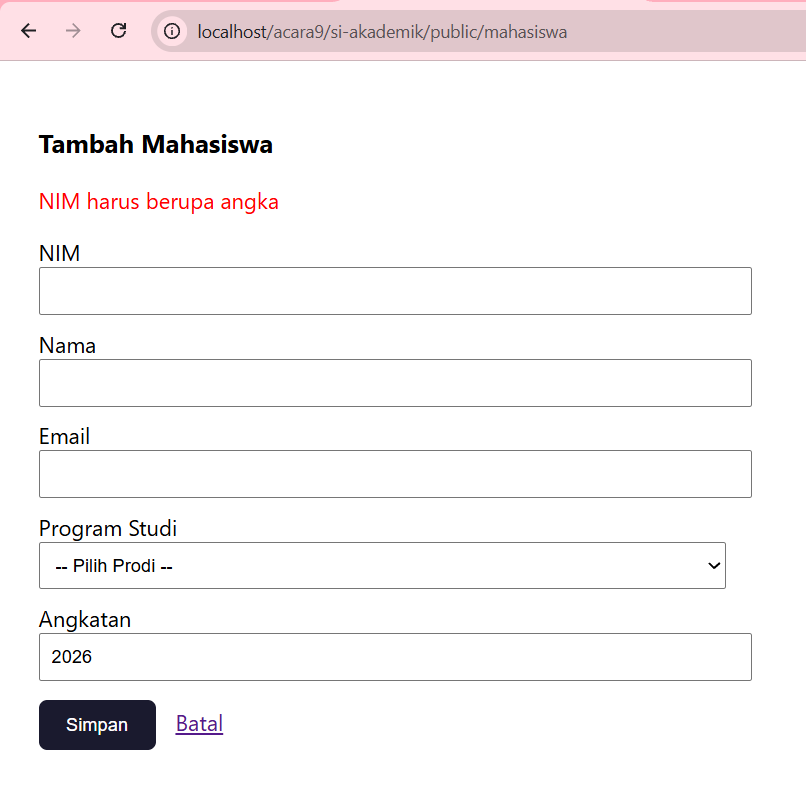 localhost/acara9/si-akademik/public/mahasiswa
Tambah Mahasiswa
NIM harus berupa angka
NIM
Nama
Email
Program Studi
-- Pilih Prodi --
Angkatan
2026
Simpan Batal